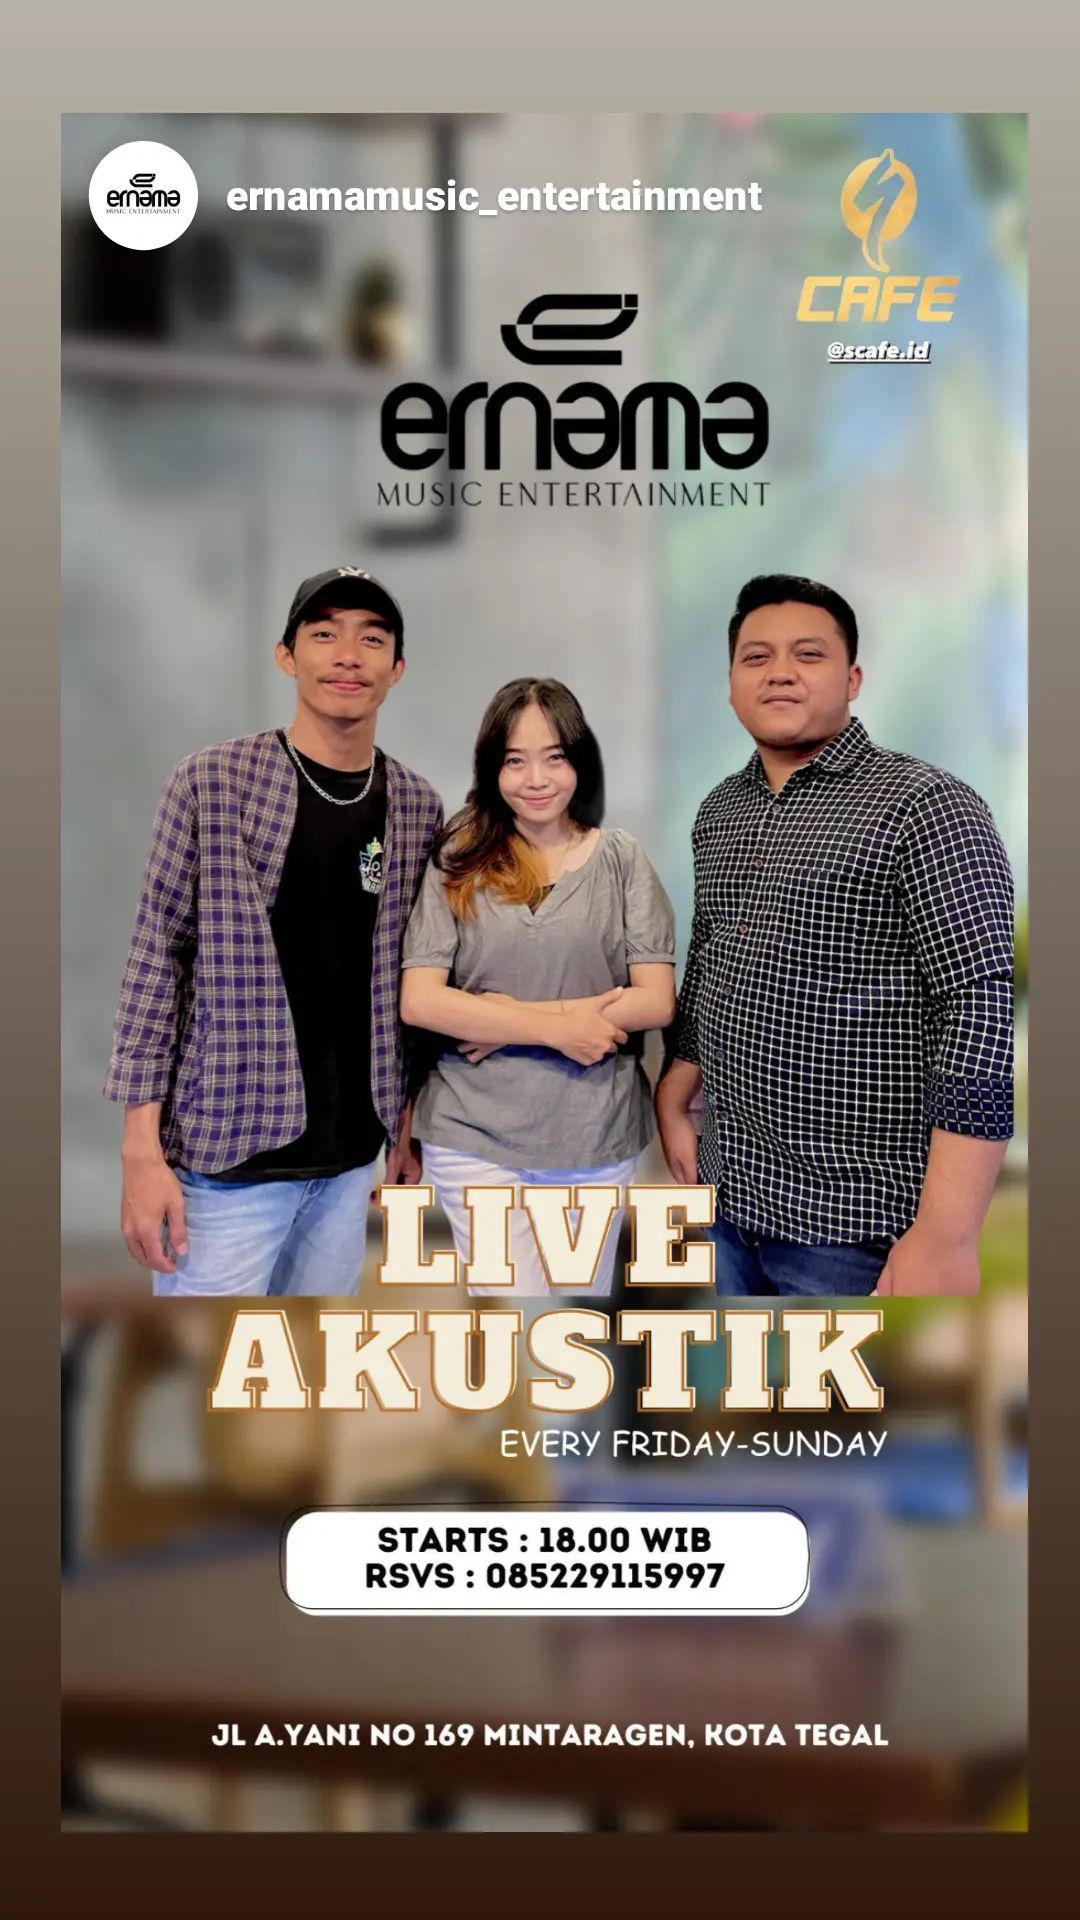 ernama
MUSIC ENTERTAINMENT
ernamamusic_entertainment
CAFE
@scafe.id
ernama
MUSIC ENTERTAINMENT
LIVE
AKUSTIK
EVERY FRIDAY-SUNDAY
STARTS : 18.00 WIB
RSVS : 085229115997
JL A.YANI NO 169 MINTARAGEN, KOTA TEGAL